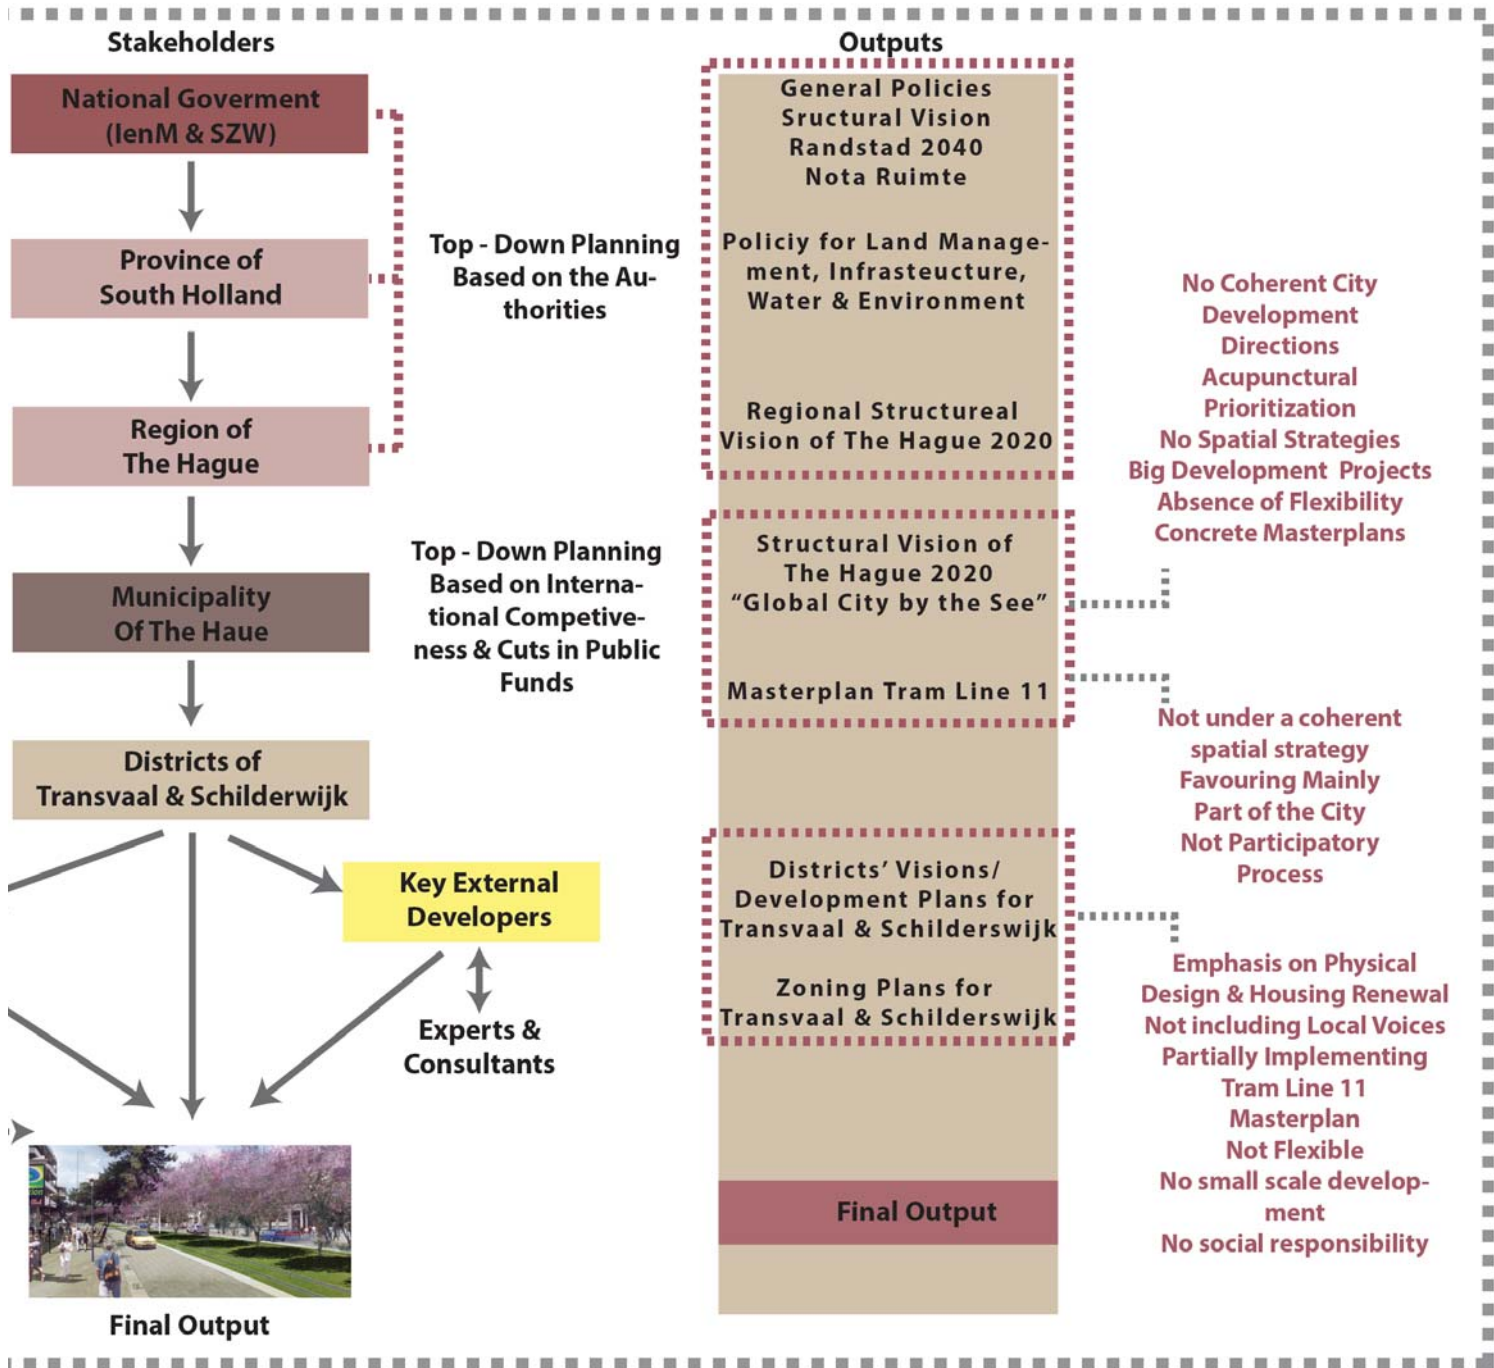 Stakeholders
National Goverment
(IenM & SZW)
Province of
South Holland
Region of
The Hague
Municipality
Of The Haue
Districts of
Transvaal & Schilderwijk
Key External
Developers
Experts &
Consultants
Final Output
Top - Down Planning
Based on the Au-
thorities
Top - Down Planning
Based on Interna-
tional Competive-
ness & Cuts in Public
Funds
Outputs
General Policies
Sructural Vision
Randstad 2040
Nota Ruimte
Policiy for Land Manage-
ment, Infrasteucture,
Water & Environment
Regional Structureal
Vision of The Hague 2020
Structural Vision of
The Hague 2020
“Global City by the See”
Masterplan Tram Line 11
Districts’ Visions/
Development Plans for
Transvaal & Schilderswijk
Zoning Plans for
Transvaal & Schilderswijk
Final Output
No Coherent City
Development
Directions
Acupunctural
Prioritization
No Spatial Strategies
Big Development Projects
Absence of Flexibility
Concrete Masterplans
Not under a coherent
spatial strategy
Favouring Mainly
Part of the City
Not Participatory
Process
Emphasis on Physical
Design & Housing Renewal
Not including Local Voices
Partially Implementing
Tram Line 11
Masterplan
Not Flexible
No small scale develop-
ment
No social responsibility